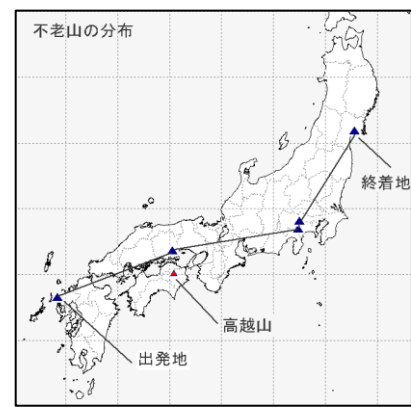 不老山の分布
終着地
高越山
出発地